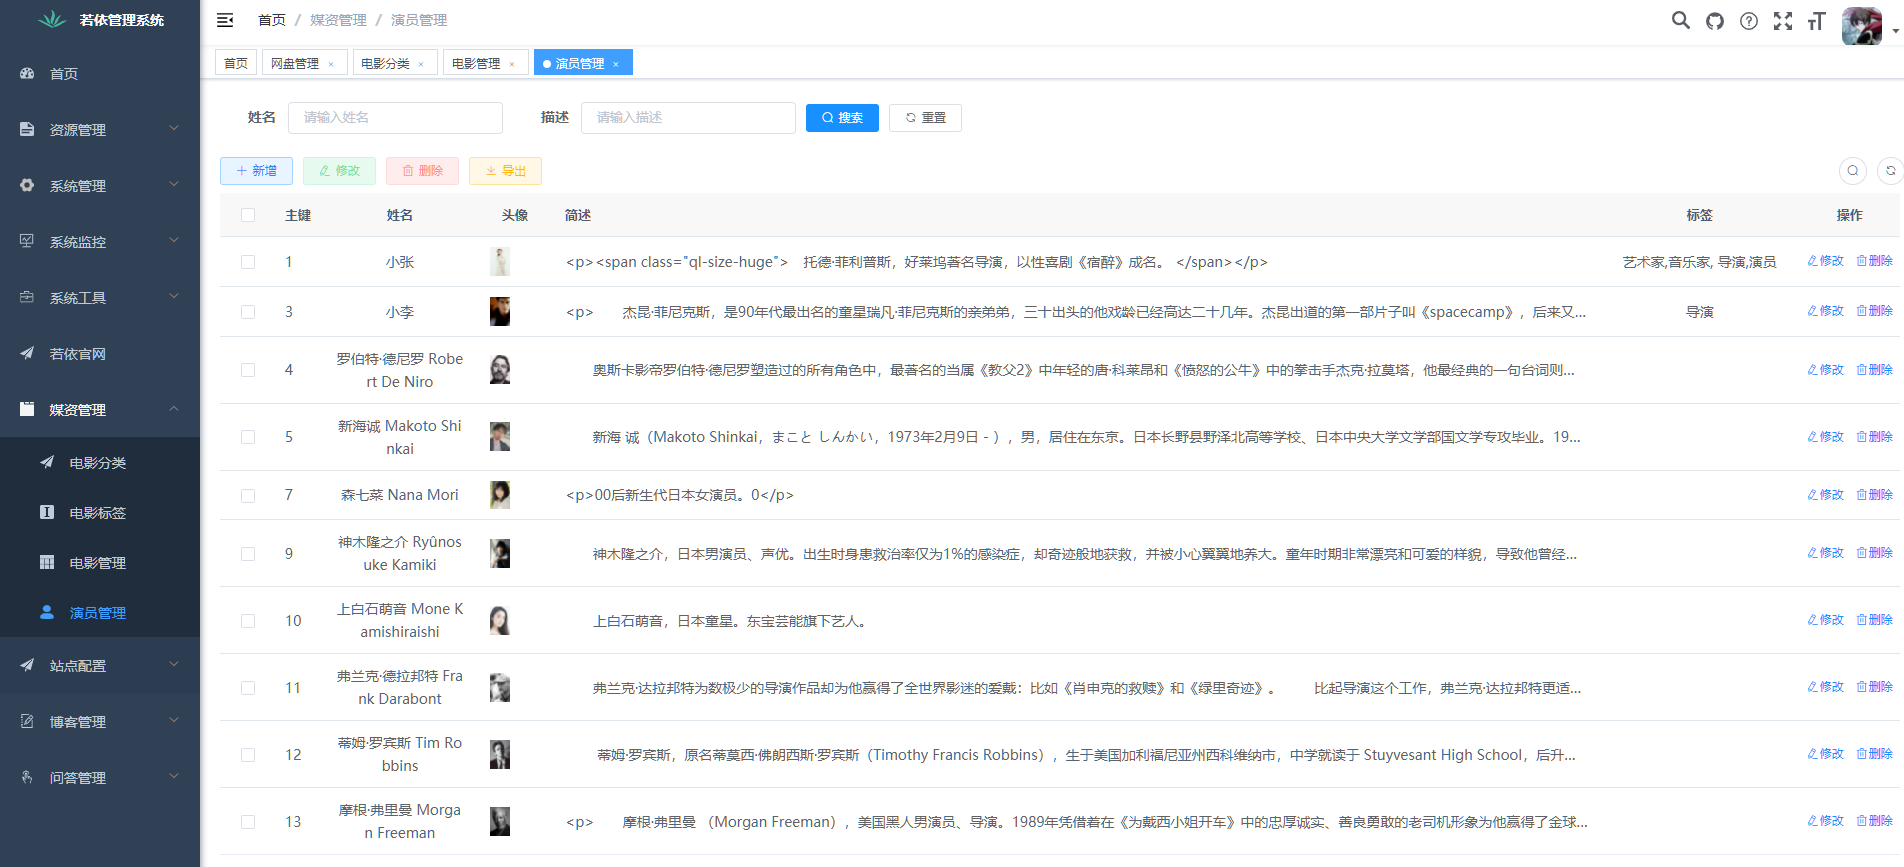 若依管理系统
首页
资源管理
系统管理
系统监控
系统工具
若依官网
媒资管理
电影分类
电影标签
电影管理
演员管理
站点配置
博客管理
问答管理
首页 / 媒资管理 / 演员管理
首页 网盘管理 × 电影分类 × 电影管理 × 演员管理 ×
姓名 请输入姓名 描述 请输入描述 搜索 重置
新增 修改 删除 导出
主键 姓名 头像 简述 标签 操作
1 小张 <p><span class="ql-size-huge"> 托德·菲利普斯，好莱坞著名导演，以性喜剧《宿醉》成名。 </span></p> 艺术家,音乐家, 导演,演员 修改 删除
3 小李 <p> 杰昆·菲尼克斯，是90年代最出名的童星瑞凡·菲尼克斯的亲弟弟，三十出头的他戏龄已经高达二十几年。杰昆出道的第一部片子叫《spacecamp》，后来又... 导演 修改 删除
4 罗伯特·德尼罗 Robe
rt De Niro 奥斯卡影帝罗伯特·德尼罗塑造过的所有角色中，最著名的当属《教父2》中年轻的唐·科莱昂和《愤怒的公牛》中的拳击手杰克·拉莫塔，他最经典的一句台词则... 修改 删除
5 新海诚 Makoto Shi
nkai 新海 诚（Makoto Shinkai，まこと しんかい，1973年2月9日 - ），男，居住在东京。日本长野县野泽北高等学校、日本中央大学文学部国文学专攻毕业。19... 修改 删除
7 森七菜 Nana Mori <p>00后新生代日本女演员。0</p> 修改 删除
9 神木隆之介 Ryûnos
uke Kamiki 神木隆之介，日本男演员、声优。出生时身患救治率仅为1%的感染症，却奇迹般地获救，并被小心翼翼地养大。童年时期非常漂亮和可爱的样貌，导致他曾经... 修改 删除
10 上白石萌音 Mone K
amishiraishi 上白石萌音，日本童星。东宝芸能旗下艺人。 修改 删除
11 弗兰克·德拉邦特 Fra
nk Darabont 弗兰克·达拉邦特为数极少的导演作品却为他赢得了全世界影迷的爱戴：比如《肖申克的救赎》和《绿里奇迹》。 比起导演这个工作，弗兰克·达拉邦特更适... 修改 删除
12 蒂姆·罗宾斯 Tim Ro
bbins 蒂姆·罗宾斯，原名蒂莫西·佛朗西斯·罗宾斯（Timothy Francis Robbins），生于美国加利福尼亚州西科维纳市，中学就读于 Stuyvesant High School，后升... 修改 删除
13 摩根·弗里曼 Morga
n Freeman <p> 摩根·弗里曼 （Morgan Freeman），美国黑人男演员、导演。1989年凭借着在《为戴西小姐开车》中的忠厚诚实、善良勇敢的老司机形象为他赢得了金球... 修改 删除